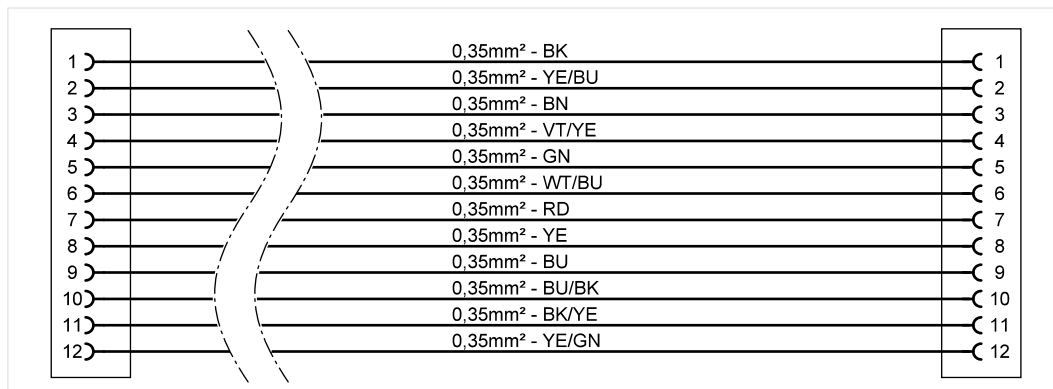 1 0,35mm² - BK 1
2 0,35mm² - YE/BU 2
3 0,35mm² - BN 3
4 0,35mm² - VT/YE 4
5 0,35mm² - GN 5
6 0,35mm² - WT/BU 6
7 0,35mm² - RD 7
8 0,35mm² - YE 8
9 0,35mm² - BU 9
10 0,35mm² - BU/BK 10
11 0,35mm² - BK/YE 11
12 0,35mm² - YE/GN 12